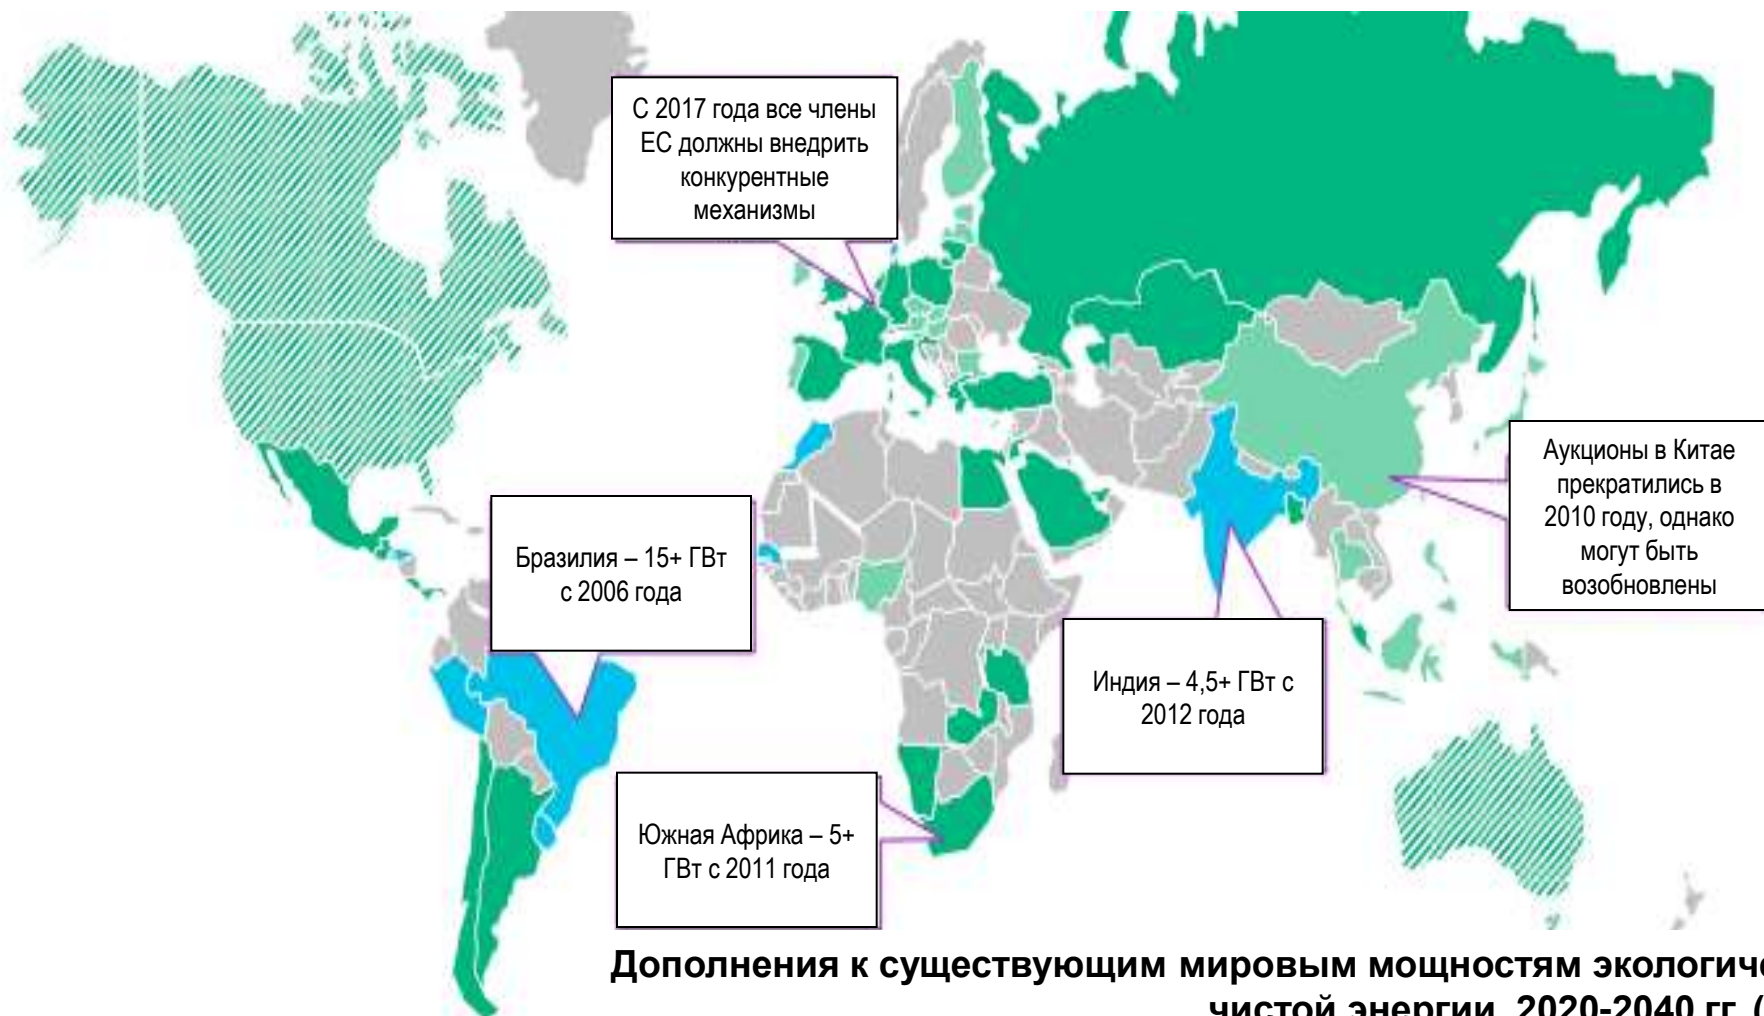 С 2017 года все члены
ЕС должны внедрить
конкурентные
механизмы
Аукционы в Китае
прекратились в
2010 году, однако
могут быть
возобновлены
Бразилия – 15+ ГВт
с 2006 года
Индия – 4,5+ ГВт с
2012 года
Южная Африка – 5+
ГВт с 2011 года
Дополнения к существующим мировым мощностям экологиче
чистой энергии, 2020-2040 гг. (